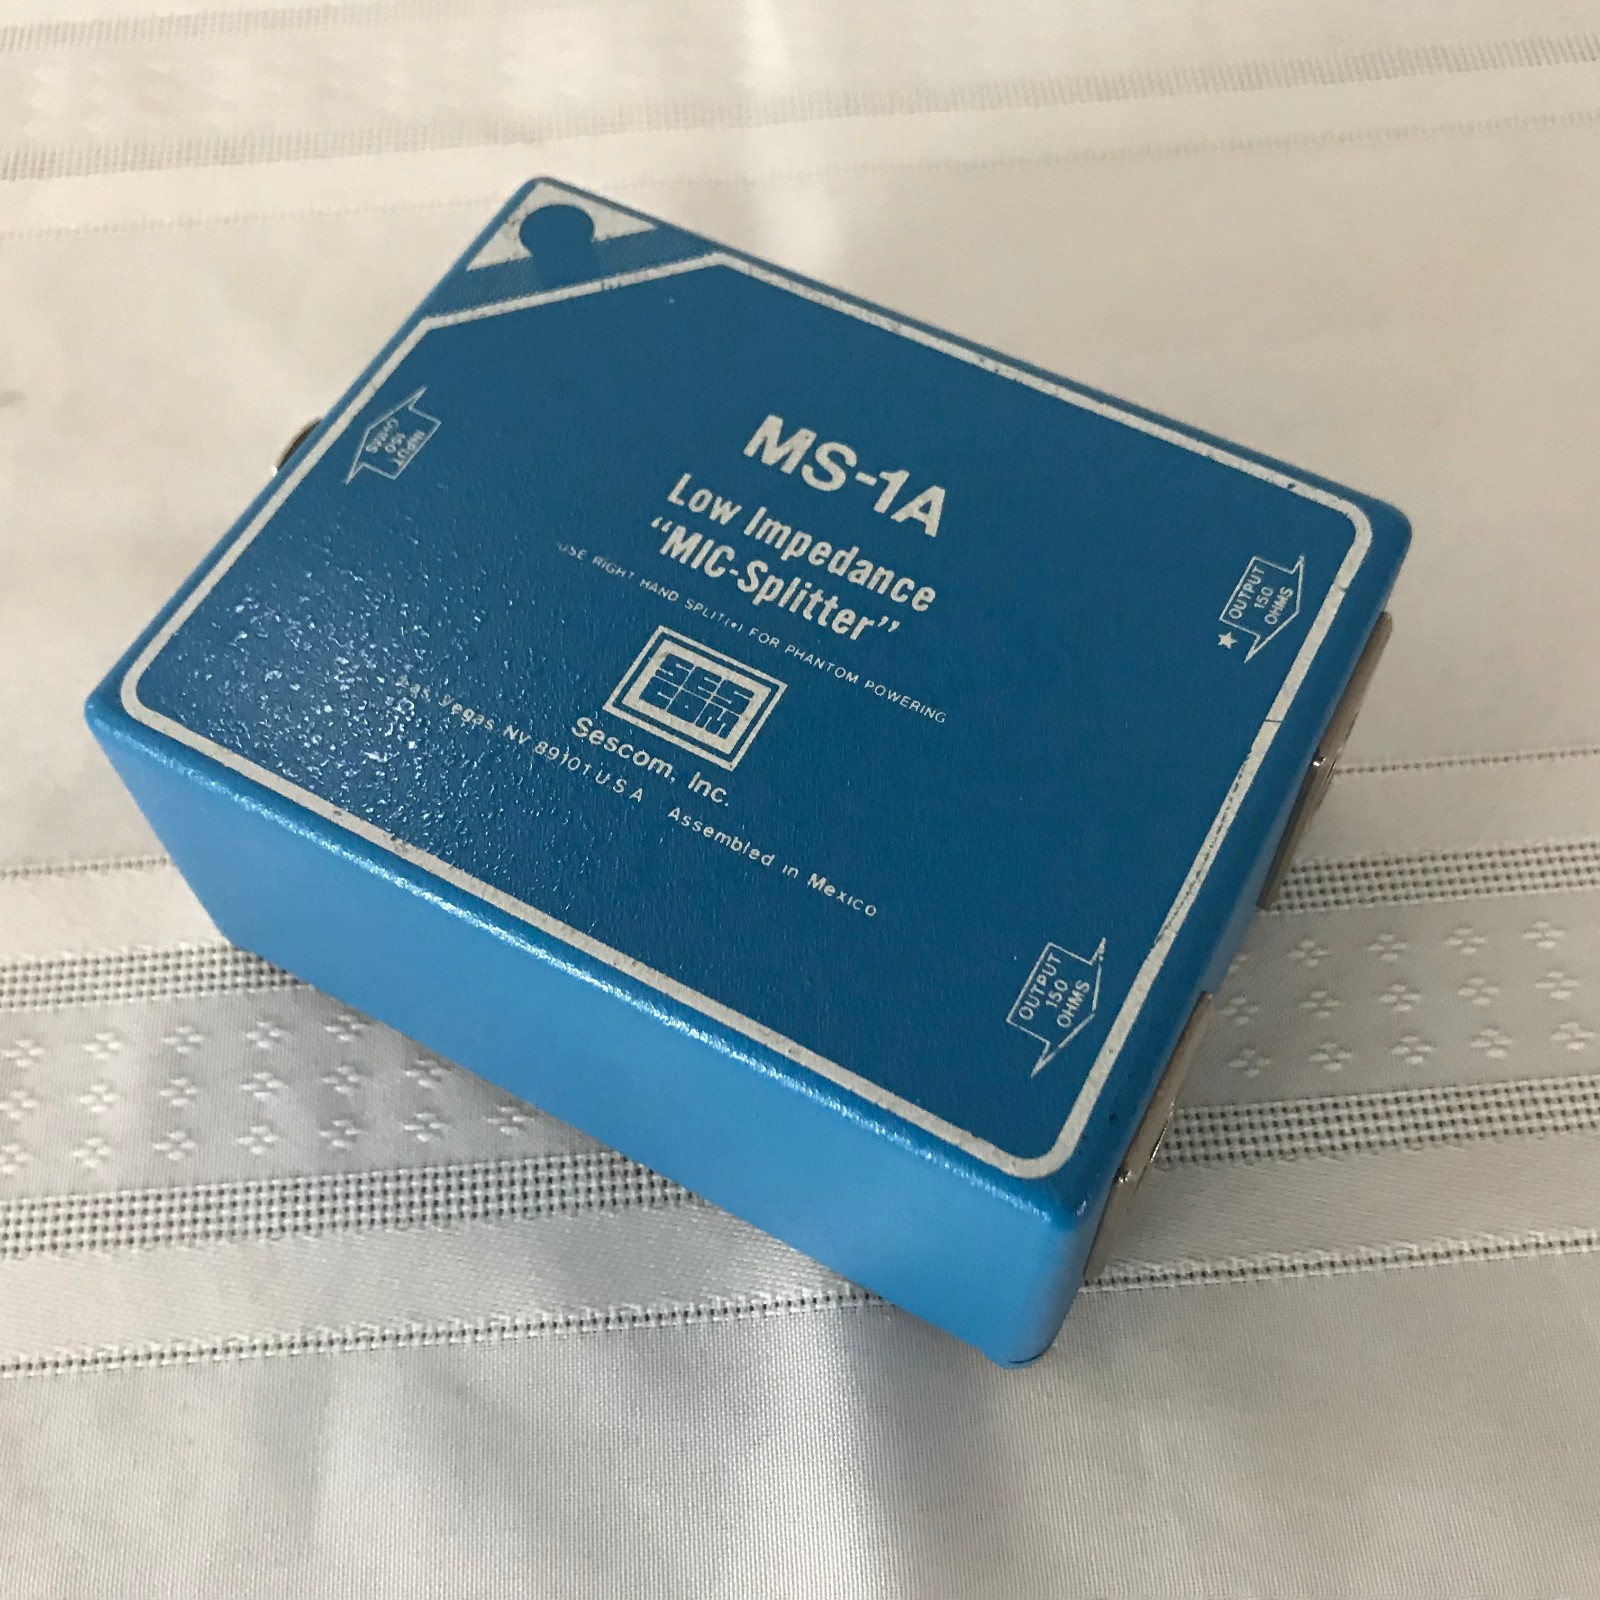 MS-1A
Low Impedance
“MIC-Splitter”
USE RIGHT HAND SPLIT(★) FOR PHANTOM POWERING
SES
COM
Sescom, Inc.
Las Vegas NV 89101 U.S.A Assembled in Mexico
INPUT
150
OHMS
OUTPUT
150
OHMS
★
OUTPUT
150
OHMS